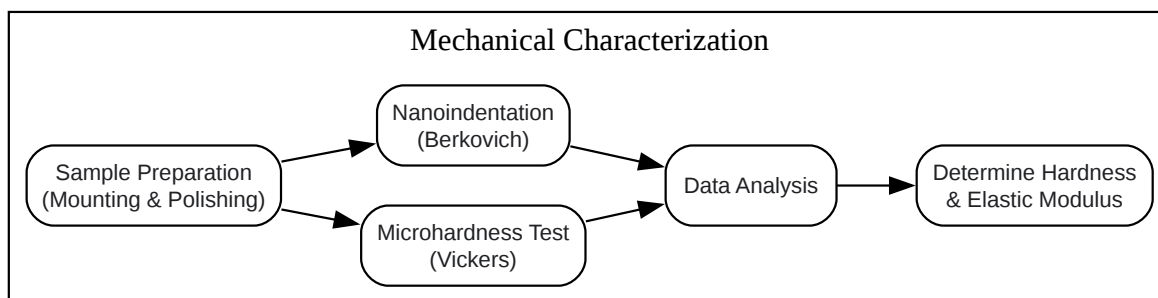 Mechanical Characterization
Sample Preparation
(Mounting & Polishing)
Nanoindentation
(Berkovich)
Microhardness Test
(Vickers)
Data Analysis
Determine Hardness
& Elastic Modulus